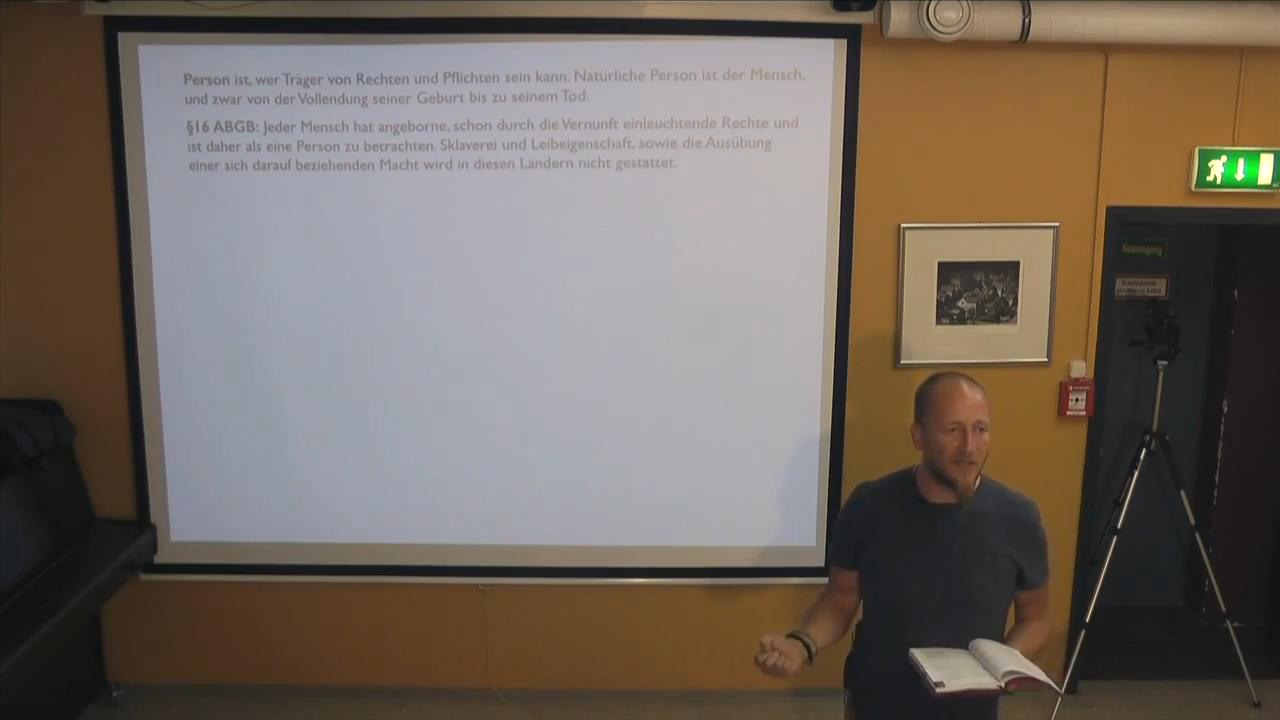 Person ist, wer Träger von Rechten und Pflichten sein kann. Natürliche Person ist der Mensch,
und zwar von der Vollendung seiner Geburt bis zu seinem Tod.
§16 ABGB: Jeder Mensch hat angeborne, schon durch die Vernunft einleuchtende Rechte und
ist daher als eine Person zu betrachten. Sklaverei und Leibeigenschaft, sowie die Ausübung
einer sich darauf beziehenden Macht wird in diesen Ländern nicht gestattet.
Notausgang